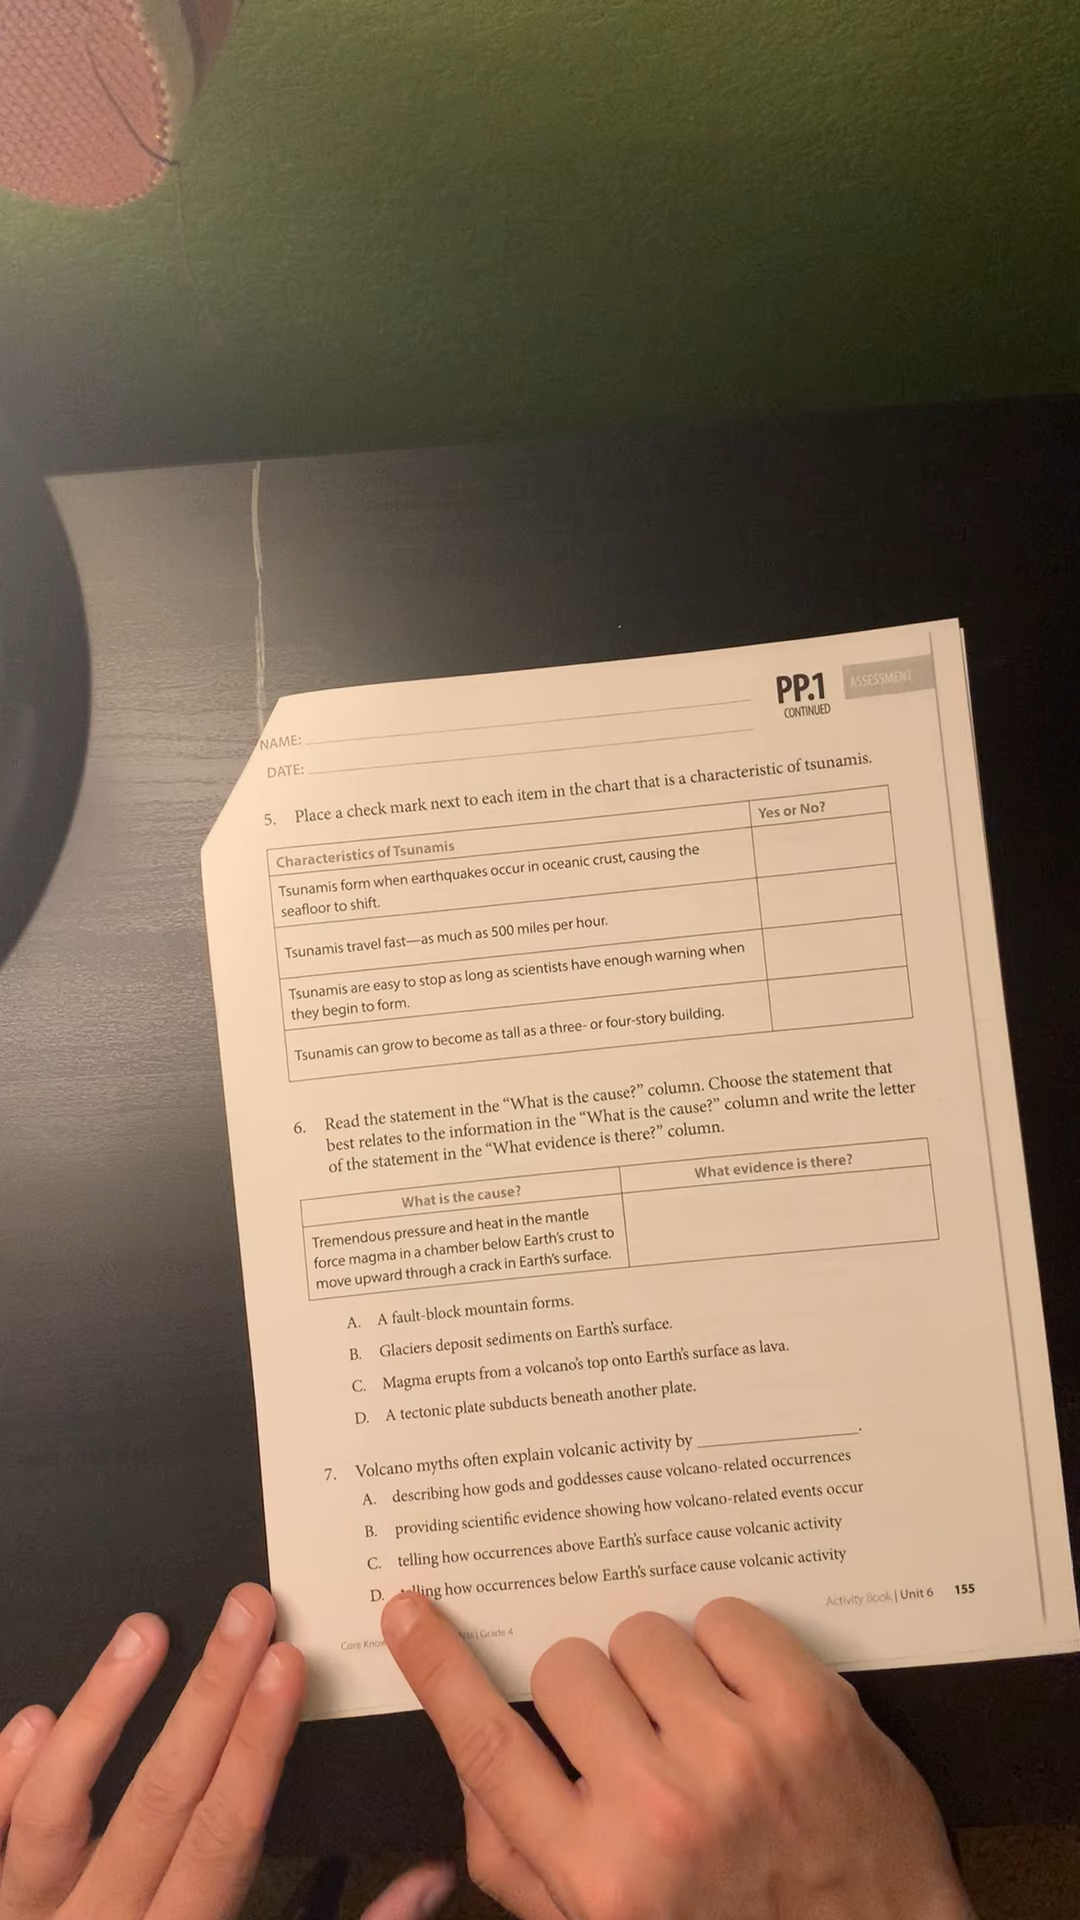 PP.1
ASSESSMENT
CONTINUED
NAME:
DATE:
5. Place a check mark next to each item in the chart that is a characteristic of tsunamis.
Characteristics of Tsunamis
Yes or No?
Tsunamis form when earthquakes occur in oceanic crust, causing the
seafloor to shift.
Tsunamis travel fast—as much as 500 miles per hour.
Tsunamis are easy to stop as long as scientists have enough warning when
they begin to form.
Tsunamis can grow to become as tall as a three- or four-story building.
6. Read the statement in the “What is the cause?” column. Choose the statement that
best relates to the information in the “What is the cause?” column and write the letter
of the statement in the “What evidence is there?” column.
What is the cause?
What evidence is there?
Tremendous pressure and heat in the mantle
force magma in a chamber below Earth’s crust to
move upward through a crack in Earth’s surface.
A. A fault-block mountain forms.
B. Glaciers deposit sediments on Earth’s surface.
C. Magma erupts from a volcano’s top onto Earth’s surface as lava.
D. A tectonic plate subducts beneath another plate.
7. Volcano myths often explain volcanic activity by ____________.
A. describing how gods and goddesses cause volcano-related occurrences
B. providing scientific evidence showing how volcano-related events occur
C. telling how occurrences above Earth’s surface cause volcanic activity
D. telling how occurrences below Earth’s surface cause volcanic activity
Core | Grade 4
Activity Book | Unit 6 155